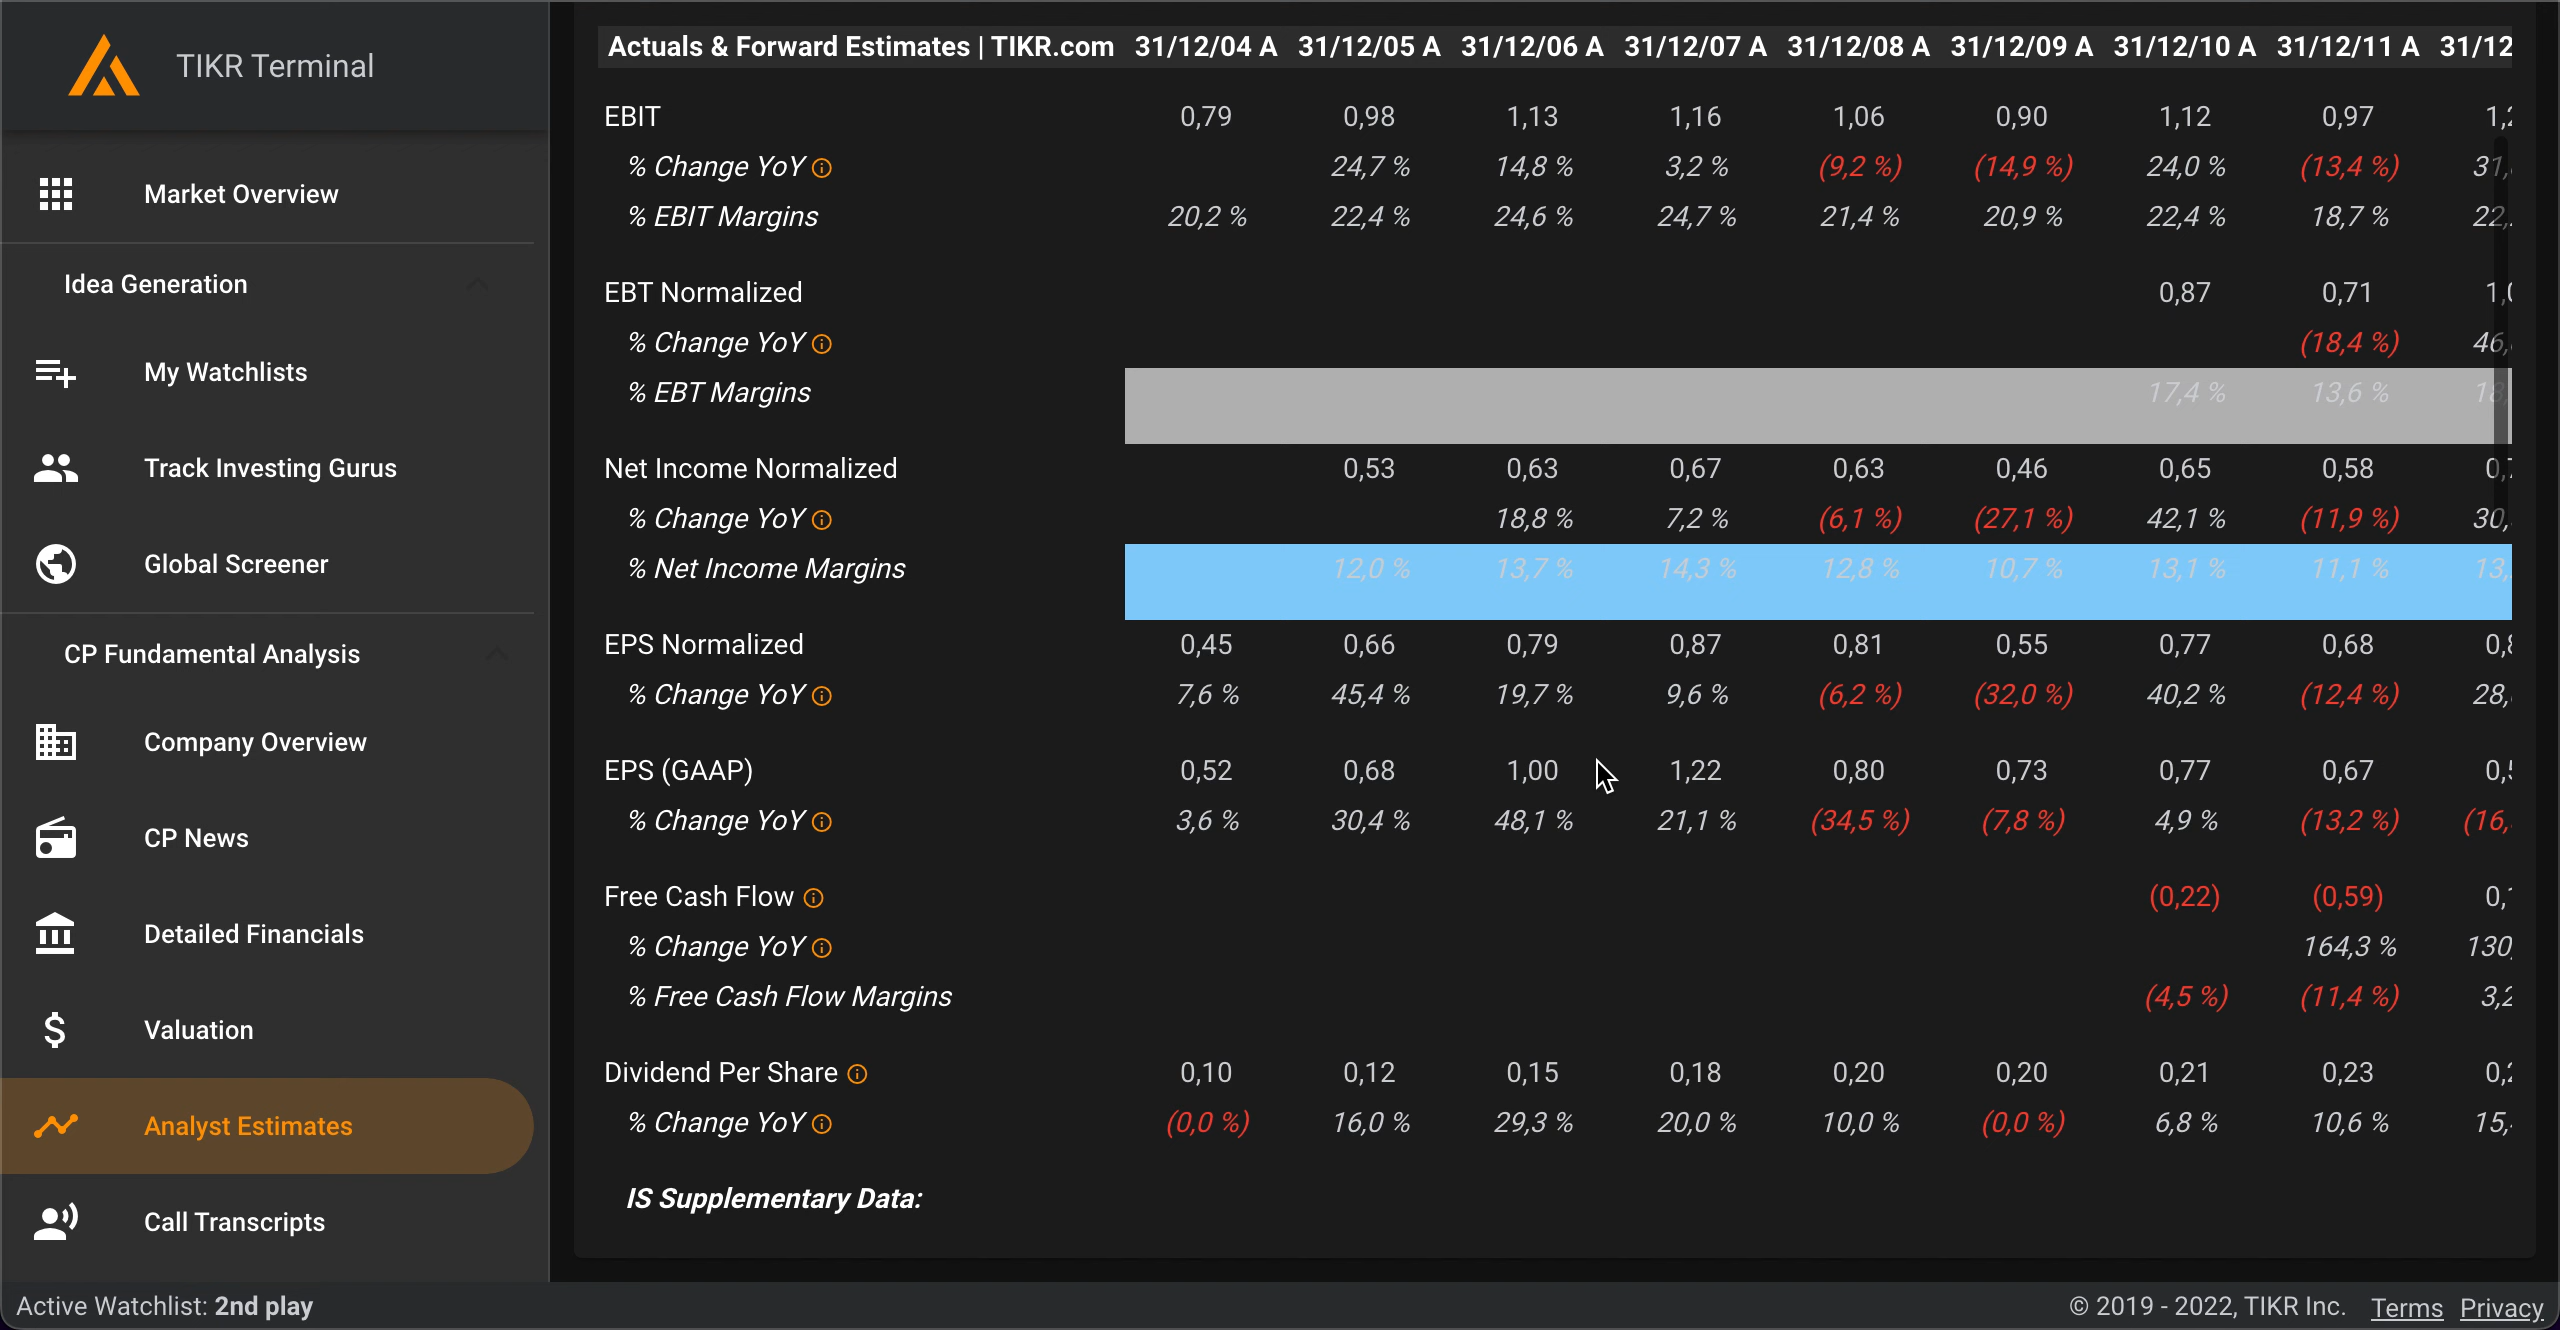 TIKR Terminal
Market Overview
Idea Generation
My Watchlists
Track Investing Gurus
Global Screener
CP Fundamental Analysis
Company Overview
CP News
Detailed Financials
Valuation
Analyst Estimates
Call Transcripts
Actuals & Forward Estimates | TIKR.com 31/12/04 A 31/12/05 A 31/12/06 A 31/12/07 A 31/12/08 A 31/12/09 A 31/12/10 A 31/12/11 A 31/12
EBIT 0,79 0,98 1,13 1,16 1,06 0,90 1,12 0,97
% Change YoY 24,7 % 14,8 % 3,2 % (9,2 %) (14,9 %) 24,0 % (13,4 %) 31,
% EBIT Margins 20,2 % 22,4 % 24,6 % 24,7 % 21,4 % 20,9 % 22,4 % 18,7 % 22,
EBT Normalized 0,87 0,71
% Change YoY (18,4 %) 46,
% EBT Margins 17,4 % 13,6 % 18,
Net Income Normalized 0,53 0,63 0,67 0,63 0,46 0,65 0,58
% Change YoY 18,8 % 7,2 % (6,1 %) (27,1 %) 42,1 % (11,9 %) 30,
% Net Income Margins 12,0 % 13,7 % 14,3 % 12,8 % 10,7 % 13,1 % 11,1 % 13,
EPS Normalized 0,45 0,66 0,79 0,87 0,81 0,55 0,77 0,68
% Change YoY 7,6 % 45,4 % 19,7 % 9,6 % (6,2 %) (32,0 %) 40,2 % (12,4 %) 28,
EPS (GAAP) 0,52 0,68 1,00 1,22 0,80 0,73 0,77 0,67
% Change YoY 3,6 % 30,4 % 48,1 % 21,1 % (34,5 %) (7,8 %) 4,9 % (13,2 %) (16,
Free Cash Flow (0,22) (0,59)
% Change YoY 164,3 % 130,
% Free Cash Flow Margins (4,5 %) (11,4 %) 3,2
Dividend Per Share 0,10 0,12 0,15 0,18 0,20 0,20 0,21 0,23
% Change YoY (0,0 %) 16,0 % 29,3 % 20,0 % 10,0 % (0,0 %) 6,8 % 10,6 % 15,
IS Supplementary Data:
Active Watchlist: 2nd play
© 2019 - 2022, TIKR Inc. Terms Privacy